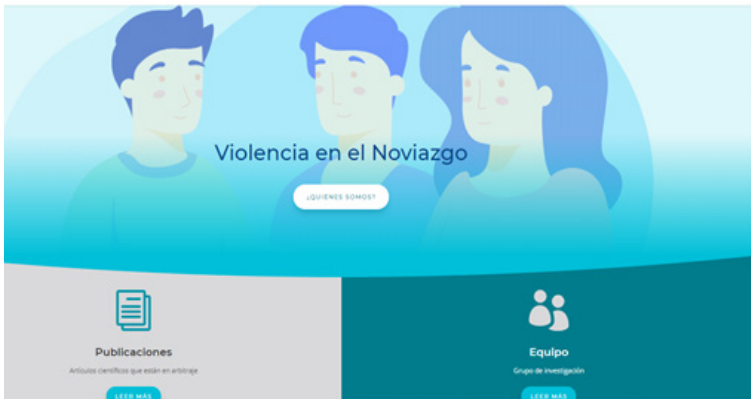 Violencia en el Noviazgo
¿QUIENES SOMOS?
Publicaciones
Artículos científicos que están en arbitraje
LEER MÁS
Equipo
Grupo de investigación
LEER MÁS